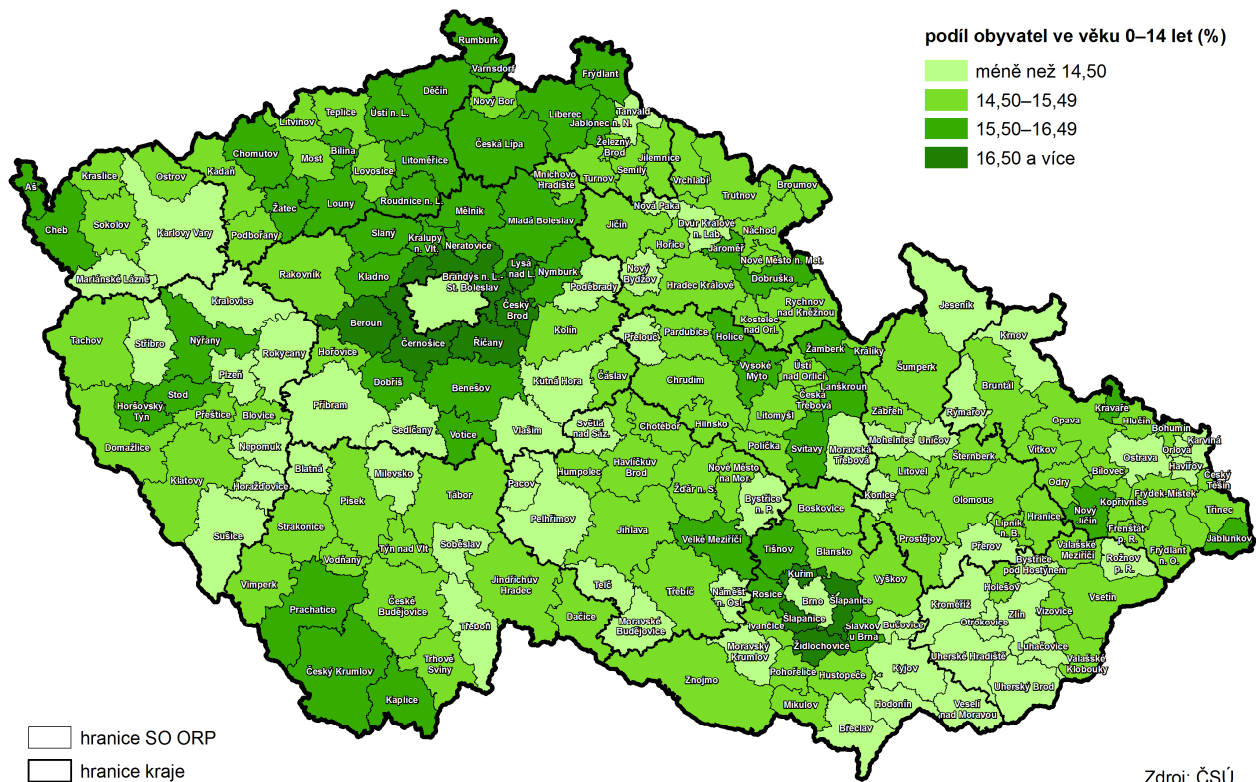 podíl obyvatel ve věku 0–14 let (%)
méně než 14,50
14,50–15,49
15,50–16,49
16,50 a více
Rumburk
Varnsdorf
Frýdlant
Děčín
Nový Bor
Liberec
Tanvald
Jablonec n. N.
Teplice
Ústí n. L.
Litvínov
Česká Lípa
Železný
Brod
Jilemnice
Semily
Turnov
Vrchlabí
Trutnov
Broumov
Chomutov
Most
Bílina
Litoměřice
Lovosice
Mnichovo
Hradiště
Kraslice
Ostrov
Kadaň
Aš
Cheb
Sokolov
Karlovy Vary
Žatec
Louny
Roudnice n. L.
Mělník
Mladá Boleslav
Jičín
Nová Paka
Dvůr Králové
n. Lab.
Náchod
Hořice
Jaroměř
Podbořany
Slaný
Kralupy
n. Vlt.
Neratovice
Nové Město n. Met.
Dobruška
Mariánské Lázně
Rakovník
Kladno
Brandýs n. L.-
St. Boleslav
Lysá
nad L.
Nymburk
Poděbrady
Nový
Bydžov
Hradec Králové
Rychnov
nad Kněžnou
Kralovice
Beroun
Český
Brod
Kolín
Kostelec
nad Orl.
Jeseník
Tachov
Stříbro
Nýřany
Rokycany
Hořovice
Černošice
Říčany
Přelouč
Pardubice
Holice
Žamberk
Králíky
Krnov
Plzeň
Dobříš
Benešov
Kutná Hora
Čáslav
Chrudim
Vysoké
Mýto
Ústí
nad Orlicí
Česká
Třebová
Lanškroun
Šumperk
Bruntál
Stod
Horšovský
Týn
Přeštice
Blovice
Příbram
Sedlčany
Votice
Vlašim
Světlá
nad Sáz.
Chotěboř
Hlinsko
Litomyšl
Zábřeh
Rýmařov
Opava
Kravaře
Hlučín
Bohumín
Karviná
Orlová
Havířov
Domažlice
Nepomuk
Polička
Svitavy
Moravská
Třebová
Mohelnice
Uničov
Šternberk
Vítkov
Ostrava
Český
Těšín
Klatovy
Horažďovice
Blatná
Milevsko
Humpolec
Havlíčkův
Brod
Nové Město
na Mor.
Litovel
Bílovec
Odry
Písek
Tábor
Pacov
Žďár n. S.
Bystřice
n. P.
Konice
Olomouc
Kopřivnice
Frýdek-Místek
Třinec
Sušice
Strakonice
Pelhřimov
Jihlava
Boskovice
Lipník
n. B.
Hranice
Nový
Jičín
Frenštát
p. R.
Jablunkov
Vodňany
Týn nad Vlt
Soběslav
Velké Meziříčí
Tišnov
Blansko
Prostějov
Přerov
Valašské
Meziříčí
Frýdlant
n. O.
Vimperk
Jindřichův
Hradec
Telč
Třebíč
Náměšť
n. Osl.
Kuřim
Rosice
Brno
Šlapanice
Vyškov
Bystřice
pod Hostýnem
Rožnov
p. R.
Prachatice
České
Budějovice
Dačice
Holešov
Kroměříž
Zlín
Vizovice
Vsetín
Třeboň
Moravské
Budějovice
Ivančice
Šlapanice
Slavkov
u Brna
Bučovice
Otrokovice
Židlochovice
Trhové
Sviny
Moravský
Krumlov
Uherské Hradiště
Luhačovice
Valašské
Klobouky
Český Krumlov
Znojmo
Pohořelice
Hustopeče
Kyjov
Uherský Brod
Kaplice
Mikulov
Hodonín
Veselí
nad Moravou
Břeclav
hranice SO ORP
hranice kraje
Zdroj: ČSÚ